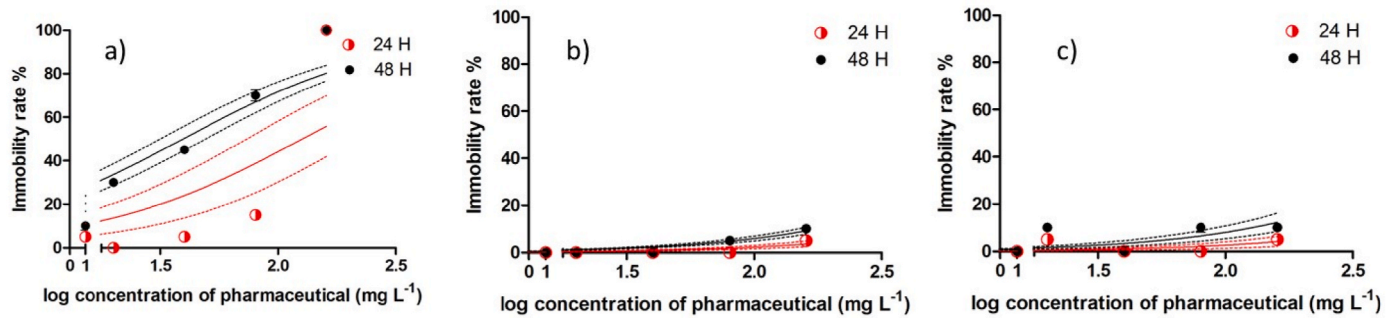 a)
24 H
48 H
Immobility rate %
100
80
60
40
20
0
0 1 1.5 2.0 2.5
log concentration of pharmaceutical (mg L⁻¹)
b)
24 H
48 H
Immobility rate %
100
80
60
40
20
0
0 1 1.5 2.0 2.5
log concentration of pharmaceutical (mg L⁻¹)
c)
24 H
48 H
Immobility rate %
100
80
60
40
20
0
0 1 1.5 2.0 2.5
log concentration of pharmaceutical (mg L⁻¹)